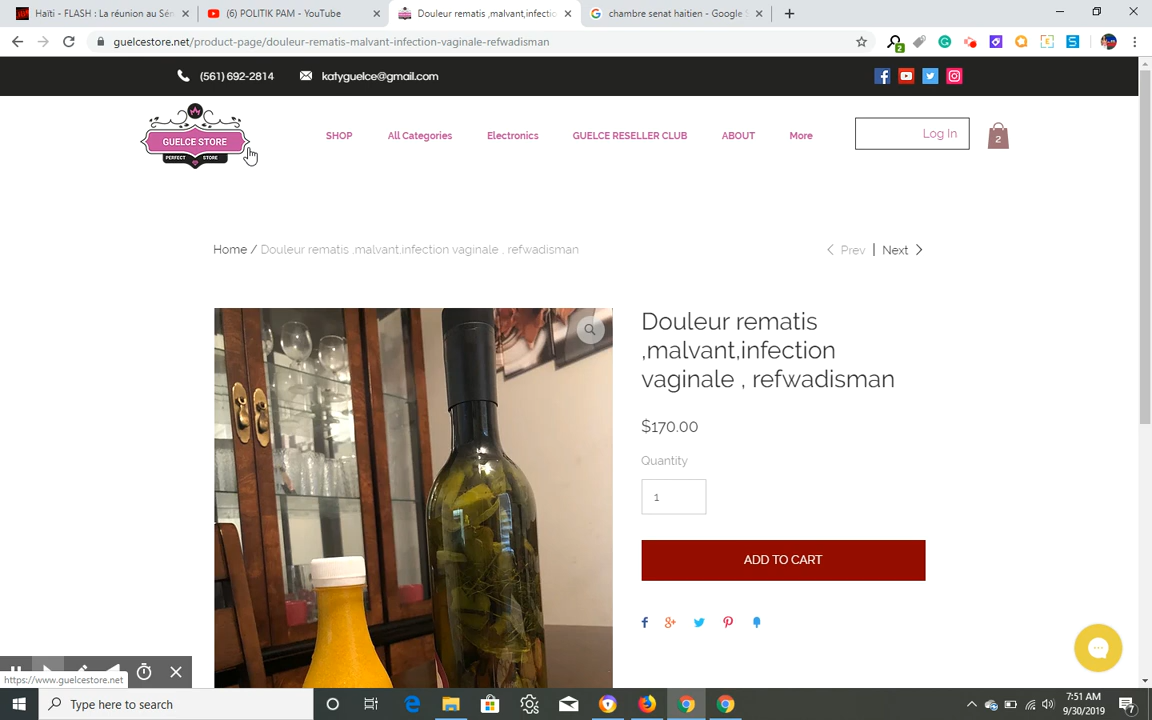 Haïti - FLASH : La réunion au Sén
(6) POLITIK PAM - YouTube
Douleur rematis ,malvant,infectio
chambre senat haitien - Google
guelcestore.net/product-page/douleur-rematis-malvant-infection-vaginale-refwadisman
2
(561) 692-2814
katyguelce@gmail.com
GUELCE STORE
PERFECT STORE
SHOP
All Categories
Electronics
GUELCE RESELLER CLUB
ABOUT
More
Log In
2
Home / Douleur rematis ,malvant,infection vaginale , refwadisman
Prev | Next
Douleur rematis
,malvant,infection
vaginale , refwadisman
$170.00
Quantity
1
ADD TO CART
https://www.guelcestore.net
Type here to search
7:51 AM
9/30/2019
7